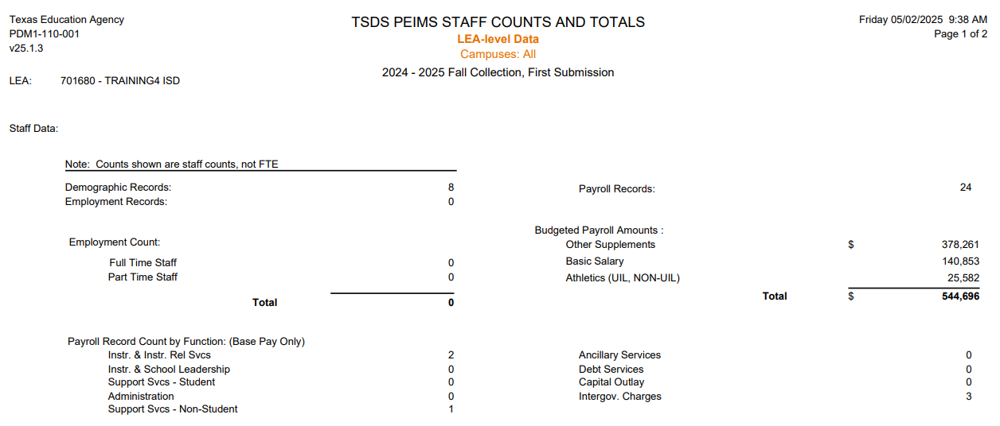 Texas Education Agency
PDM1-110-001
v25.1.3
TSDS PEIMS STAFF COUNTS AND TOTALS
LEA-level Data
Campuses: All
2024 - 2025 Fall Collection, First Submission
Friday 05/02/2025 9:38 AM
Page 1 of 2
LEA: 701680 - TRAINING4 ISD
Staff Data:
Note: Counts shown are staff counts, not FTE
Demographic Records: 8
Employment Records: 0
Payroll Records: 24
Employment Count:
Full Time Staff 0
Part Time Staff 0
Total 0
Budgeted Payroll Amounts :
Other Supplements $ 378,261
Basic Salary 140,853
Athletics (UIL, NON-UIL) 25,582
Total $ 544,696
Payroll Record Count by Function: (Base Pay Only)
Instr. & Instr. Rel Svcs 2
Instr. & School Leadership 0
Support Svcs - Student 0
Administration 0
Support Svcs - Non-Student 1
Ancillary Services 0
Debt Services 0
Capital Outlay 0
Intergov. Charges 3